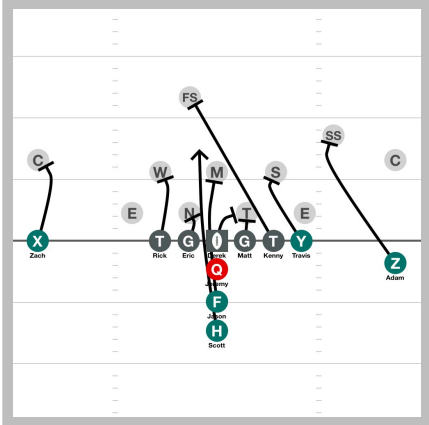 FS
SS
C
C
W
M
S
E
N
T
E
X
T
G
G
T
Y
Zach
Rick
Eric
Derek
Matt
Kenny
Travis
Q
Z
Jeremy
Adam
F
Jason
H
Scott